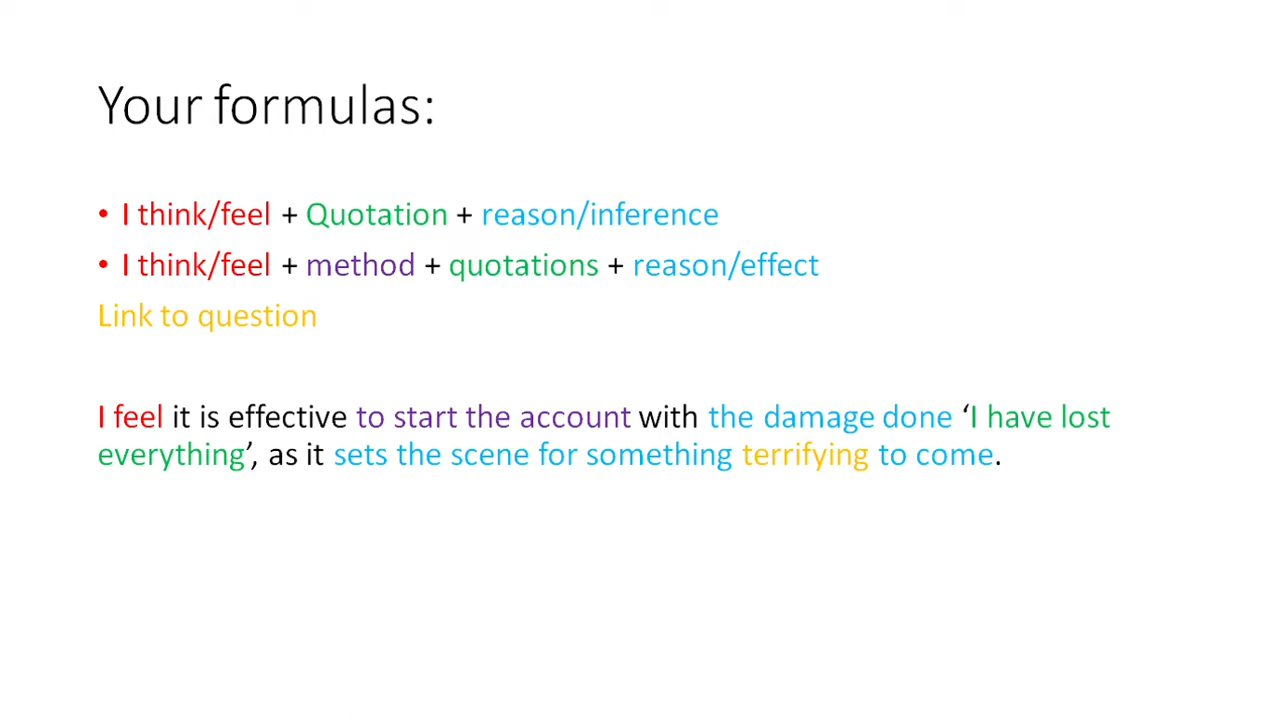 Your formulas:
• I think/feel + Quotation + reason/inference
• I think/feel + method + quotations + reason/effect
Link to question
I feel it is effective to start the account with the damage done ‘I have lost
everything’, as it sets the scene for something terrifying to come.